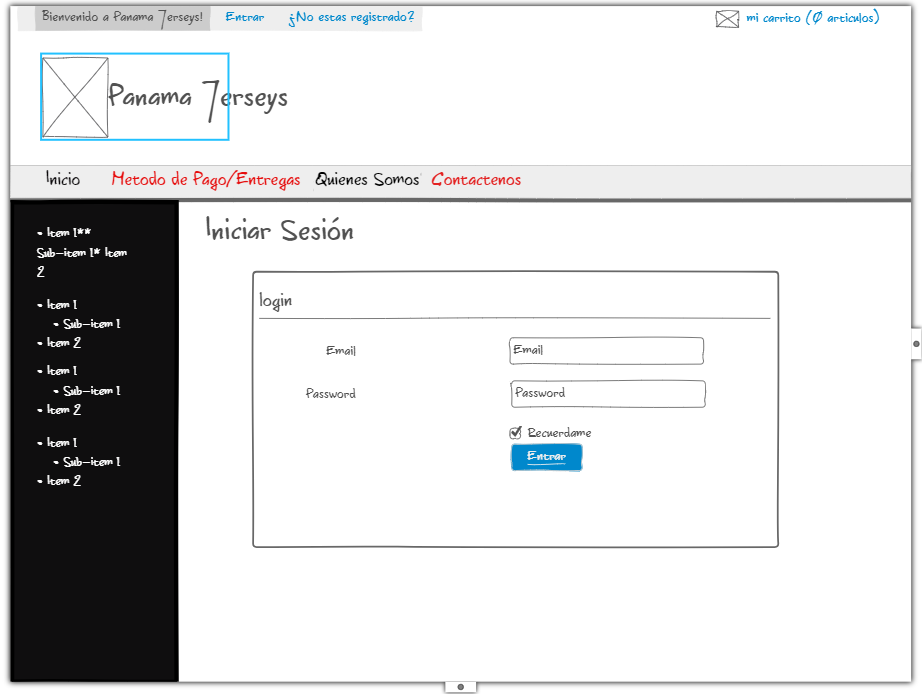 Bienvenido a Panama Jerseys! Entrar ¿No estas registrado? mi carrito (0 articulos)
Panama Jerseys
Inicio Metodo de Pago/Entregas Quienes Somos Contactenos
Iniciar Sesión
• Item 1**
Sub-item 1* Item
2
• Item 1
• Sub-item 1
• Item 2
• Item 1
• Sub-item 1
• Item 2
• Item 1
• Sub-item 1
• Item 2
login
Email Email
Password Password
Recuerdame
Entrar